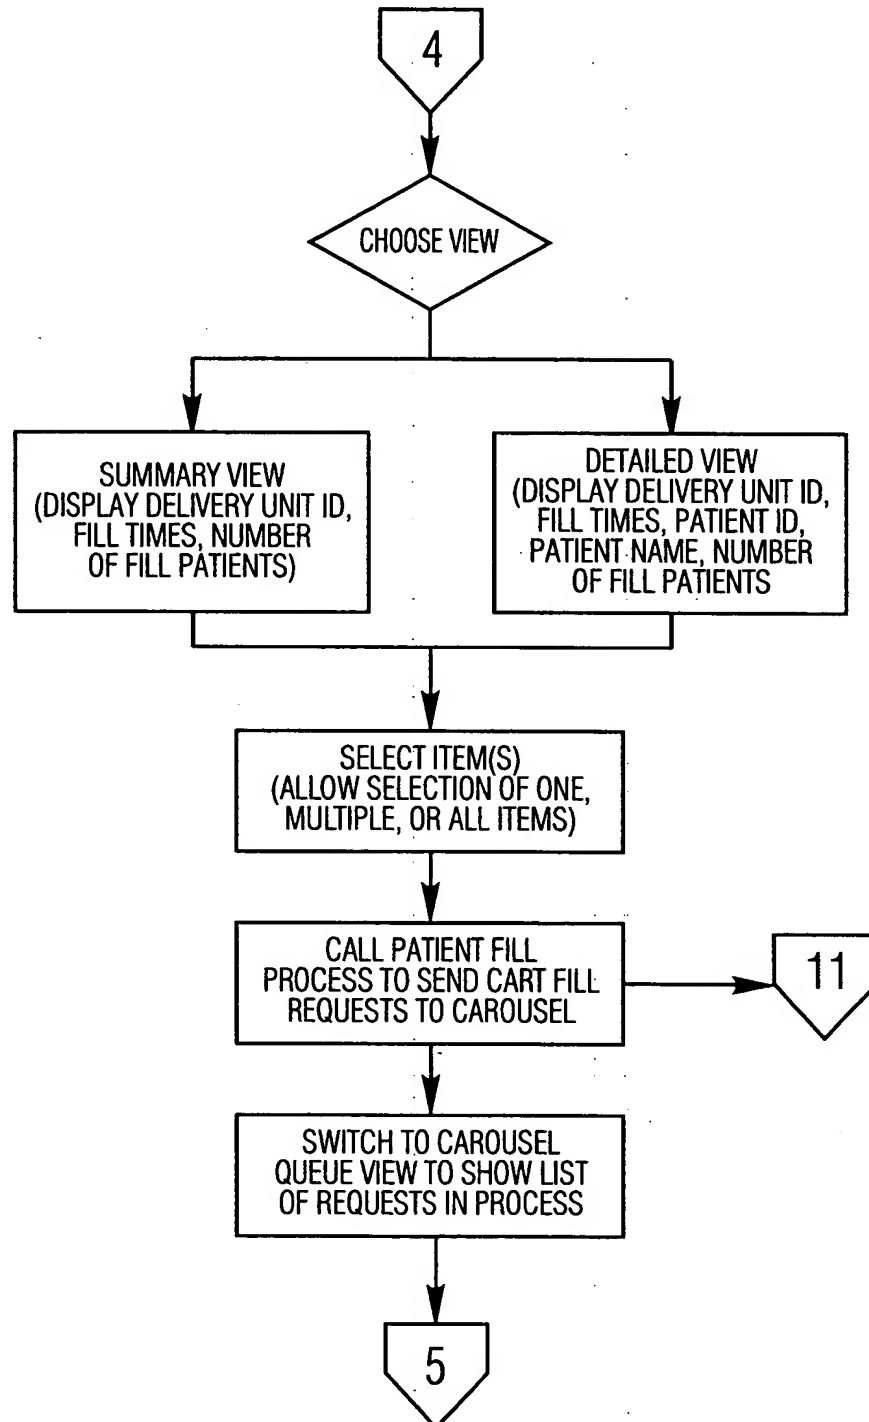 4
CHOOSE VIEW
SUMMARY VIEW
(DISPLAY DELIVERY UNIT ID,
FILL TIMES, NUMBER
OF FILL PATIENTS)
DETAILED VIEW
(DISPLAY DELIVERY UNIT ID,
FILL TIMES, PATIENT ID,
PATIENT NAME, NUMBER
OF FILL PATIENTS
SELECT ITEM(S)
(ALLOW SELECTION OF ONE,
MULTIPLE, OR ALL ITEMS)
CALL PATIENT FILL
PROCESS TO SEND CART FILL
REQUESTS TO CAROUSEL
11
SWITCH TO CAROUSEL
QUEUE VIEW TO SHOW LIST
OF REQUESTS IN PROCESS
5